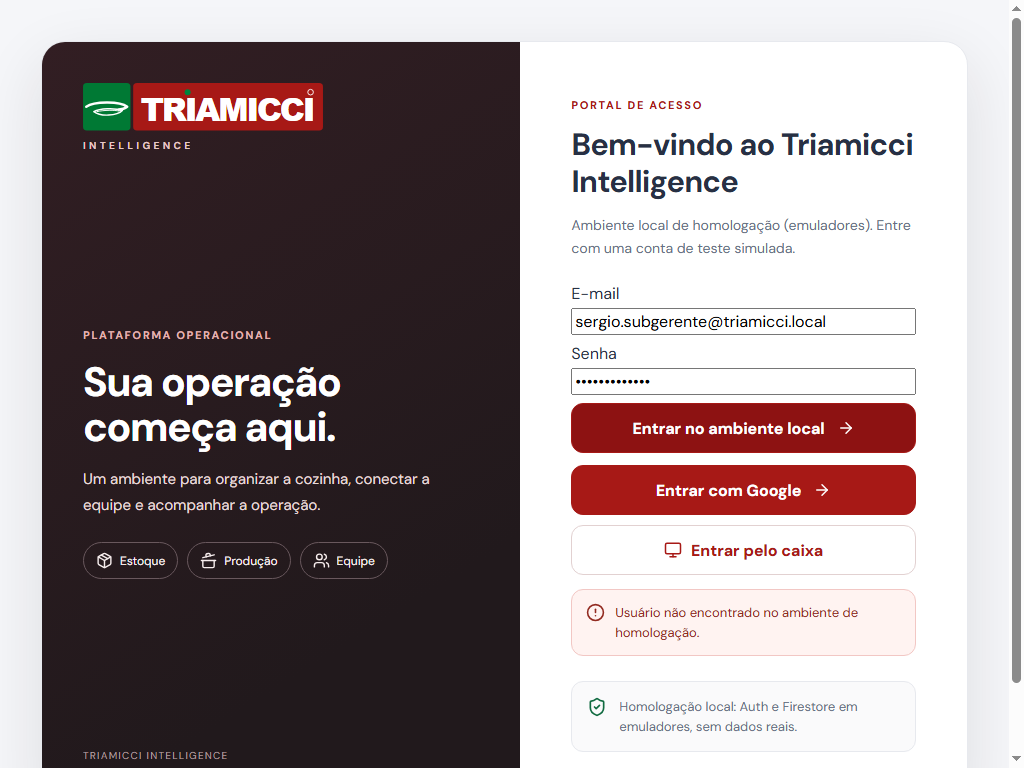 TRIAMICCI
INTELLIGENCE
PLATAFORMA OPERACIONAL
Sua operação
começa aqui.
Um ambiente para organizar a cozinha, conectar a
equipe e acompanhar a operação.
Estoque
Produção
Equipe
TRIAMICCI INTELLIGENCE
PORTAL DE ACESSO
Bem-vindo ao Triamicci
Intelligence
Ambiente local de homologação (emuladores). Entre
com uma conta de teste simulada.
E-mail
sergio.subgerente@triamicci.local
Senha
•••••••••••••
Entrar no ambiente local →
Entrar com Google →
Entrar pelo caixa
Usuário não encontrado no ambiente de
homologação.
Homologação local: Auth e Firestore em
emuladores, sem dados reais.